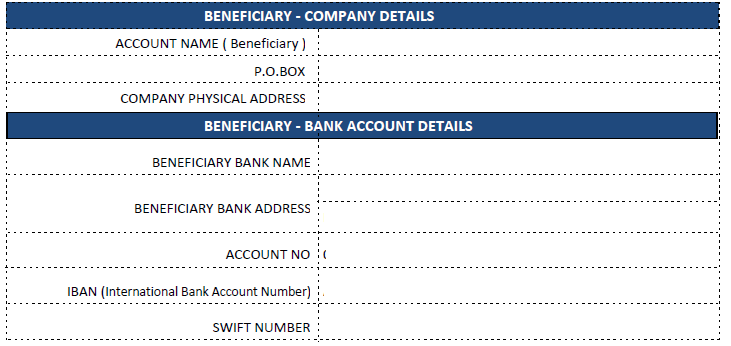 BENEFICIARY - COMPANY DETAILS
ACCOUNT NAME ( Beneficiary )
P.O.BOX
COMPANY PHYSICAL ADDRESS
BENEFICIARY - BANK ACCOUNT DETAILS
BENEFICIARY BANK NAME
BENEFICIARY BANK ADDRESS
ACCOUNT NO
IBAN (International Bank Account Number)
SWIFT NUMBER